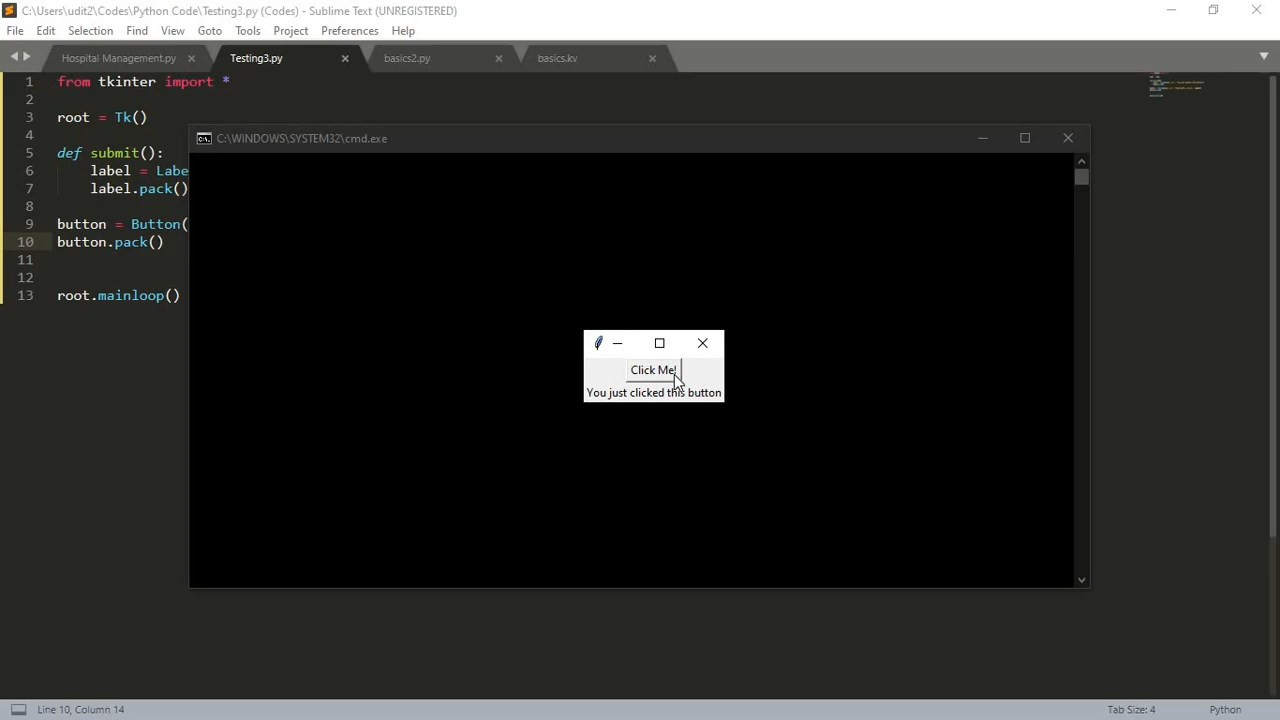 C:\Users\udit2\Codes\Python Code\Testing3.py (Codes) - Sublime Text (UNREGISTERED)
File Edit Selection Find View Goto Tools Project Preferences Help
Hospital Management.py Testing3.py basics2.py basics.kv
1 from tkinter import *
2
3 root = Tk()
4
5 def submit():
6 label = Labe
7 label.pack()
8
9 button = Button(
10 button.pack()
11
12
13 root.mainloop()
C:\WINDOWS\SYSTEM32\cmd.exe
Click Me!
You just clicked this button
Line 10, Column 14 Tab Size: 4 Python